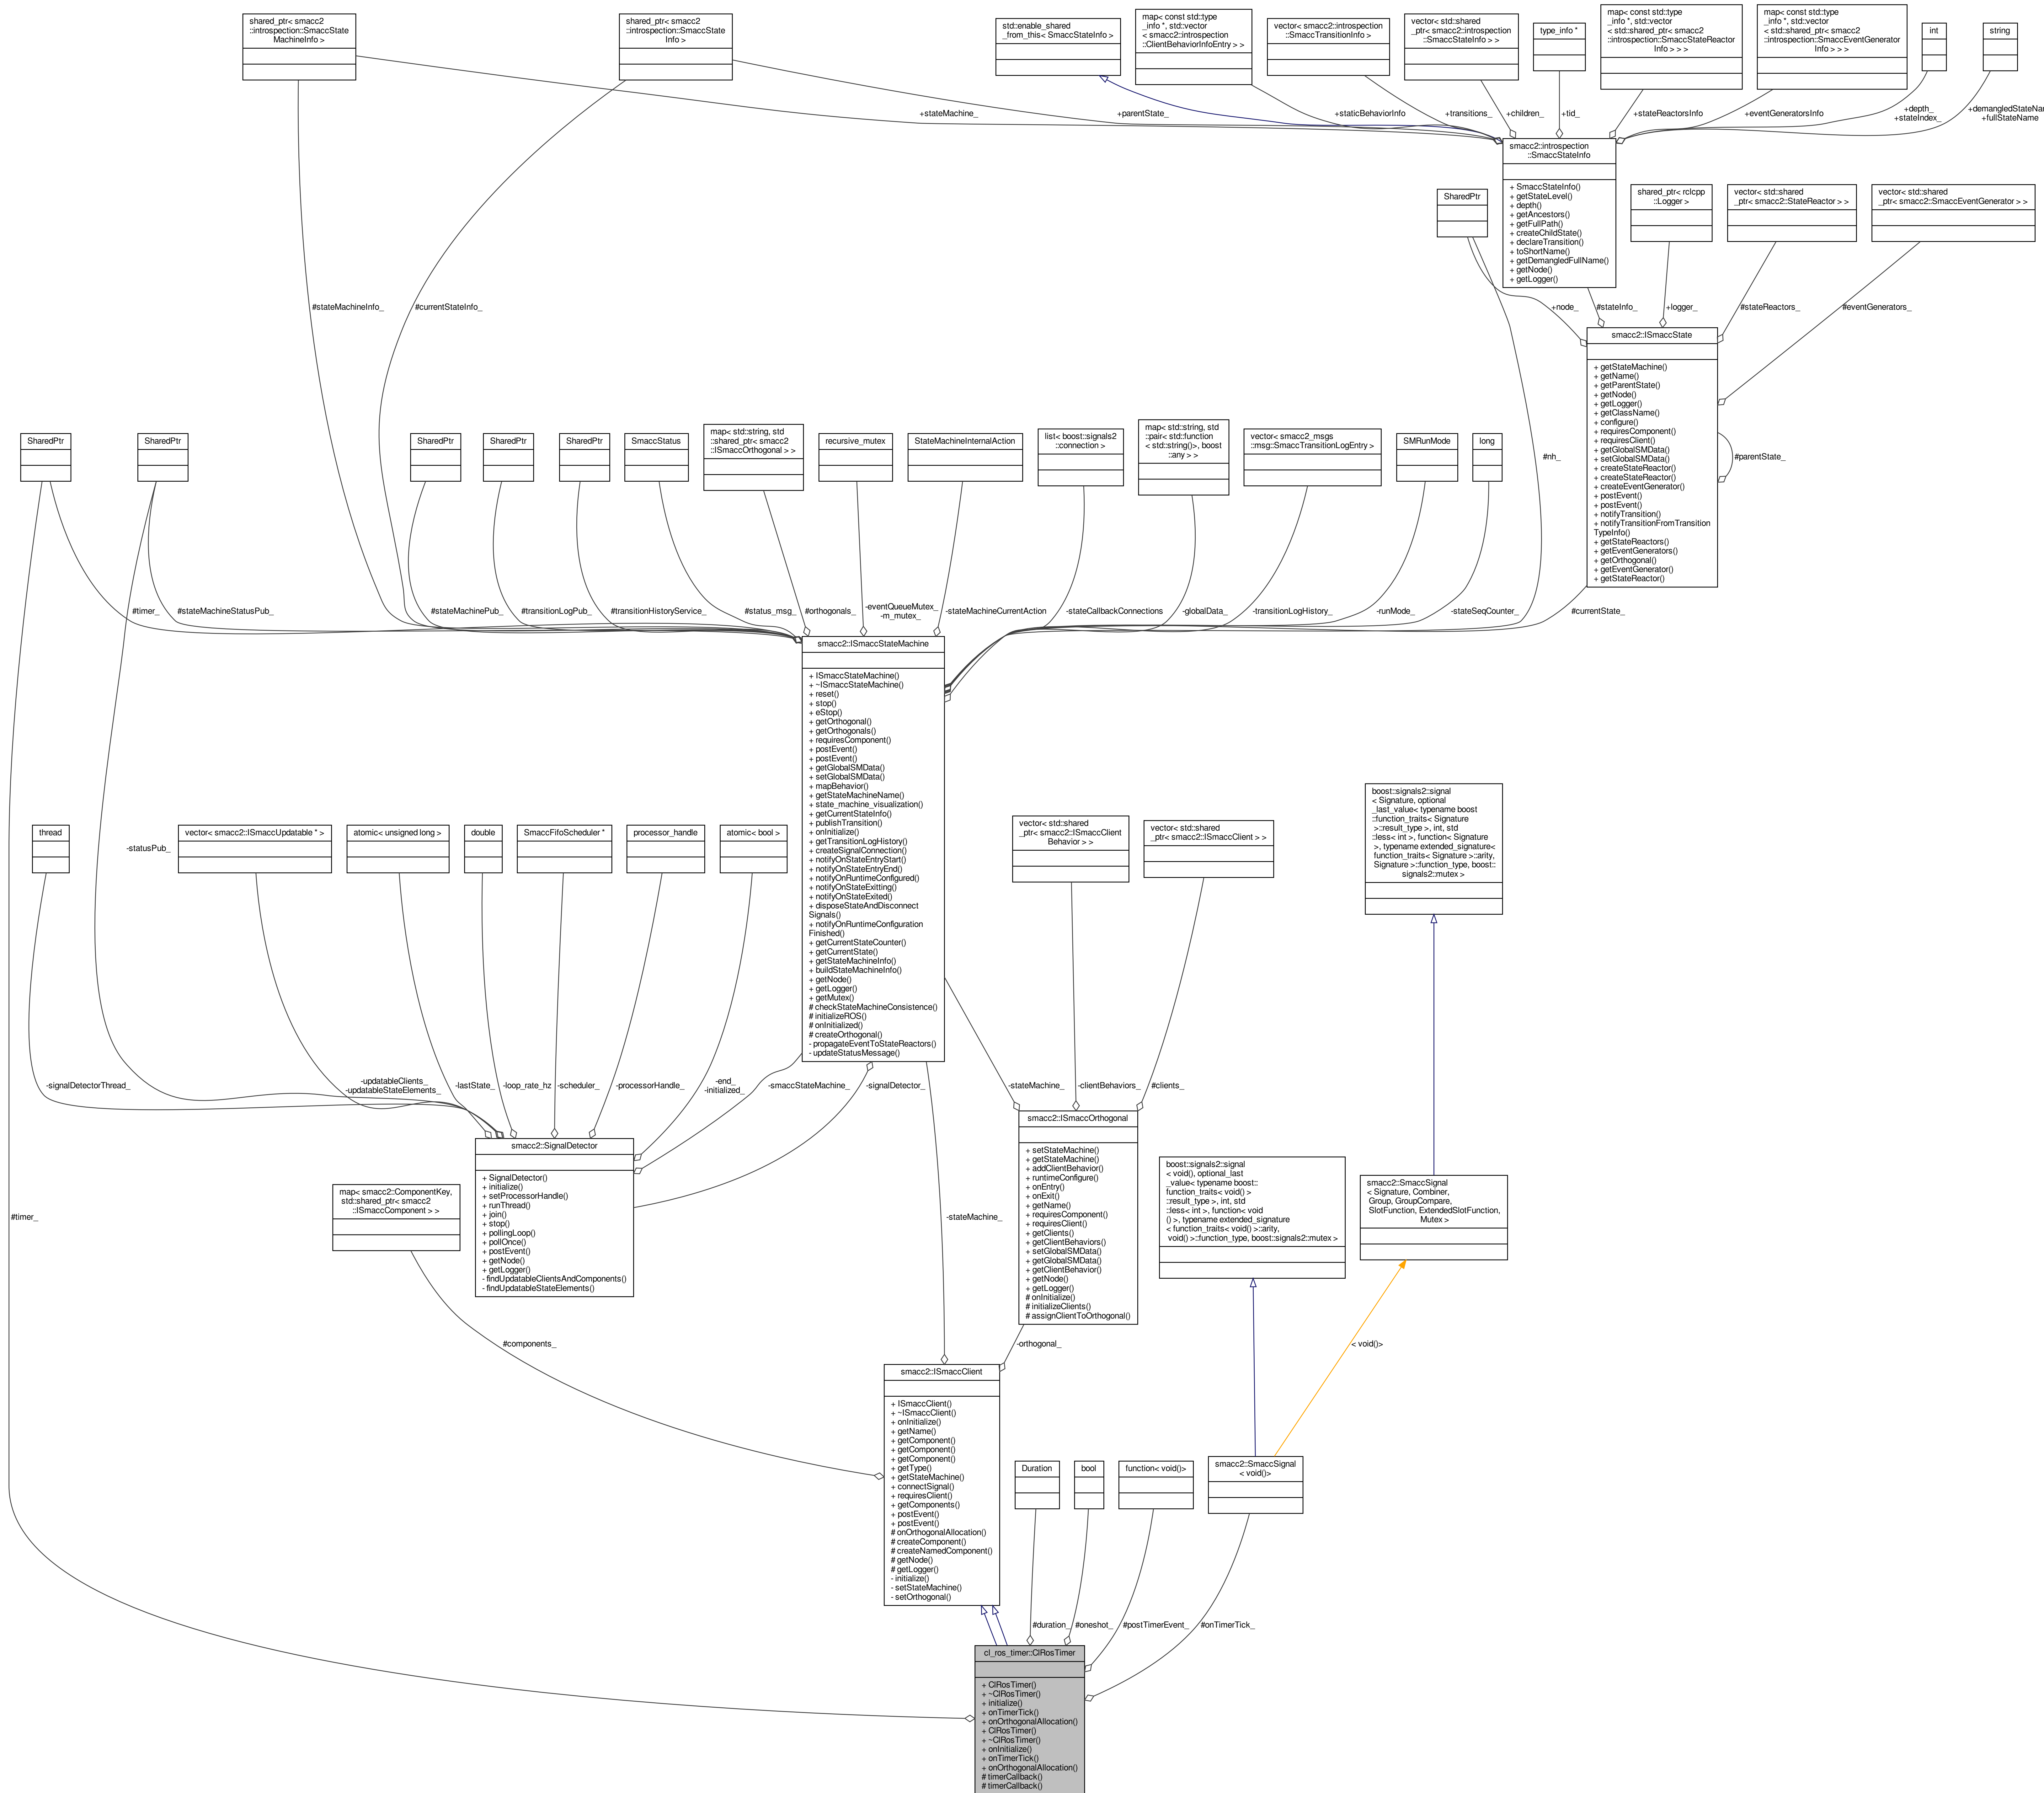 shared_ptr< smacc2
::introspection::SmaccState
MachineInfo >
shared_ptr< smacc2
::introspection::SmaccState
Info >
std::enable_shared
_from_this< SmaccStateInfo >
map< const std::type
_info *, std::vector
< smacc2::introspection
::ClientBehaviorInfoEntry > >
vector< smacc2::introspection
::SmaccTransitionInfo >
vector< std::shared
_ptr< smacc2::introspection
::SmaccStateInfo > >
type_info *
map< const std::type
_info *, std::vector
< std::shared_ptr< smacc2
::introspection::SmaccStateReactor
Info > > >
map< const std::type
_info *, std::vector
< std::shared_ptr< smacc2
::introspection::SmaccEventGenerator
Info > > >
int
string
+stateMachine_
+parentState_
+staticBehaviorInfo
+transitions_
+children_
+tid_
+stateReactorsInfo
+eventGeneratorsInfo
+depth_
+stateIndex_
+demangledStateNa
+fullStateName
smacc2::introspection
::SmaccStateInfo
+ SmaccStateInfo()
+ getStateLevel()
+ depth()
+ getAncestors()
+ getFullPath()
+ createChildState()
+ declareTransition()
+ toShortName()
+ getDemangledFullName()
+ getNode()
+ getLogger()
SharedPtr
shared_ptr< rclcpp
::Logger >
vector< std::shared
_ptr< smacc2::StateReactor > >
vector< std::shared
_ptr< smacc2::SmaccEventGenerator > >
#stateMachineInfo_
#currentStateInfo_
+node_
#stateInfo_
+logger_
#stateReactors_
#eventGenerators_
smacc2::ISmaccState
+ getStateMachine()
+ getName()
+ getParentState()
+ getNode()
+ getLogger()
+ getClassName()
+ configure()
+ requiresComponent()
+ requiresClient()
+ getGlobalSMData()
+ setGlobalSMData()
+ createStateReactor()
+ createStateReactor()
+ createEventGenerator()
+ postEvent()
+ postEvent()
+ notifyTransition()
+ notifyTransitionFromTransition
TypeInfo()
+ getStateReactors()
+ getEventGenerators()
+ getOrthogonal()
+ getEventGenerator()
+ getStateReactor()
#parentState_
#nh_
SharedPtr
SharedPtr
SharedPtr
SharedPtr
SharedPtr
SmaccStatus
map< std::string, std
::shared_ptr< smacc2
::ISmaccOrthogonal > >
recursive_mutex
StateMachineInternalAction
list< boost::signals2
::connection >
map< std::string, std
::pair< std::function
< std::string()>, boost
::any > >
vector< smacc2_msgs
::msg::SmaccTransitionLogEntry >
SMRunMode
long
#timer_
#stateMachineStatusPub_
#stateMachinePub_
#transitionLogPub_
#transitionHistoryService_
#status_msg_
#orthogonals_
-eventQueueMutex_
-m_mutex_
-stateMachineCurrentAction
-stateCallbackConnections
-globalData_
-transitionLogHistory_
-runMode_
-stateSeqCounter_
#currentState_
smacc2::ISmaccStateMachine
+ ISmaccStateMachine()
+ ~ISmaccStateMachine()
+ reset()
+ stop()
+ eStop()
+ getOrthogonal()
+ getOrthogonals()
+ requiresComponent()
+ postEvent()
+ postEvent()
+ getGlobalSMData()
+ setGlobalSMData()
+ mapBehavior()
+ getStateMachineName()
+ state_machine_visualization()
+ getCurrentStateInfo()
+ publishTransition()
+ onInitialize()
+ getTransitionLogHistory()
+ createSignalConnection()
+ notifyOnStateEntryStart()
+ notifyOnStateEntryEnd()
+ notifyOnRuntimeConfigured()
+ notifyOnStateExitting()
+ notifyOnStateExited()
+ disposeStateAndDisconnect
Signals()
+ notifyOnRuntimeConfiguration
Finished()
+ getCurrentStateCounter()
+ getCurrentState()
+ getStateMachineInfo()
+ buildStateMachineInfo()
+ getNode()
+ getLogger()
+ getMutex()
# checkStateMachineConsistence()
# initializeROS()
# onInitialized()
# createOrthogonal()
- propagateEventToStateReactors()
- updateStatusMessage()
thread
-statusPub_
vector< smacc2::ISmaccUpdatable * >
atomic< unsigned long >
double
SmaccFifoScheduler *
processor_handle
atomic< bool >
vector< std::shared
_ptr< smacc2::ISmaccClient
Behavior > >
vector< std::shared
_ptr< smacc2::ISmaccClient > >
boost::signals2::signal
< Signature, optional
_last_value< typename boost
::function_traits< Signature
>::result_type >, int, std
::less< int >, function< Signature
>, typename extended_signature<
function_traits< Signature >::arity,
Signature >::function_type, boost::
signals2::mutex >
-signalDetectorThread_
-updatableClients_
-updatableStateElements_
-lastState_
-loop_rate_hz
-scheduler_
-processorHandle_
-end_
-initialized_
-smaccStateMachine_
-signalDetector_
-stateMachine_
-clientBehaviors_
#clients_
smacc2::SignalDetector
+ SignalDetector()
+ initialize()
+ setProcessorHandle()
+ runThread()
+ join()
+ stop()
+ pollingLoop()
+ pollOnce()
+ postEvent()
+ getNode()
+ getLogger()
- findUpdatableClientsAndComponents()
- findUpdatableStateElements()
smacc2::ISmaccOrthogonal
+ setStateMachine()
+ getStateMachine()
+ addClientBehavior()
+ runtimeConfigure()
+ onEntry()
+ onExit()
+ getName()
+ requiresComponent()
+ requiresClient()
+ getClients()
+ getClientBehaviors()
+ setGlobalSMData()
+ getGlobalSMData()
+ getClientBehavior()
+ getNode()
+ getLogger()
# onInitialize()
# initializeClients()
# assignClientToOrthogonal()
boost::signals2::signal
< void(), optional_last
_value< typename boost::
function_traits< void() >
::result_type >, int, std
::less< int >, function< void
() >, typename extended_signature
< function_traits< void() >::arity,
void() >::function_type, boost::signals2::mutex >
smacc2::SmaccSignal
< Signature, Combiner,
Group, GroupCompare,
SlotFunction, ExtendedSlotFunction,
Mutex >
map< smacc2::ComponentKey,
std::shared_ptr< smacc2
::ISmaccComponent > >
#timer_
-stateMachine_
#components_
-orthogonal_
< void()>
smacc2::ISmaccClient
+ ISmaccClient()
+ ~ISmaccClient()
+ onInitialize()
+ getName()
+ getComponent()
+ getComponent()
+ getComponent()
+ getType()
+ getStateMachine()
+ connectSignal()
+ requiresClient()
+ getComponents()
+ postEvent()
+ postEvent()
# onOrthogonalAllocation()
# createComponent()
# createNamedComponent()
# getNode()
# getLogger()
- initialize()
- setStateMachine()
- setOrthogonal()
Duration
bool
function< void()>
smacc2::SmaccSignal
< void()>
#duration_
#oneshot_
#postTimerEvent_
#onTimerTick_
cl_ros_timer::ClRosTimer
+ ClRosTimer()
+ ~ClRosTimer()
+ initialize()
+ onTimerTick()
+ onOrthogonalAllocation()
+ ClRosTimer()
+ ~ClRosTimer()
+ onInitialize()
+ onTimerTick()
+ onOrthogonalAllocation()
# timerCallback()
# timerCallback()